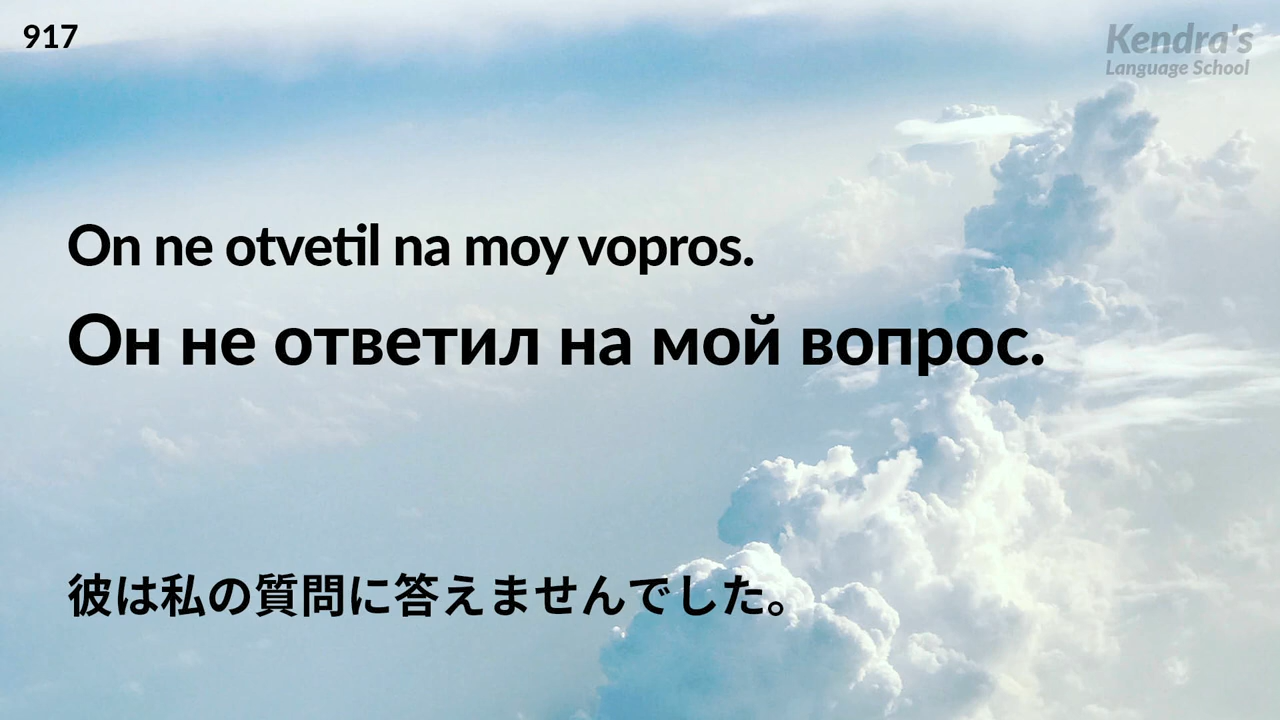 917
Kendra's
Language School
On ne otvetil na moy vopros.
Он не ответил на мой вопрос.
彼は私の質問に答えませんでした。